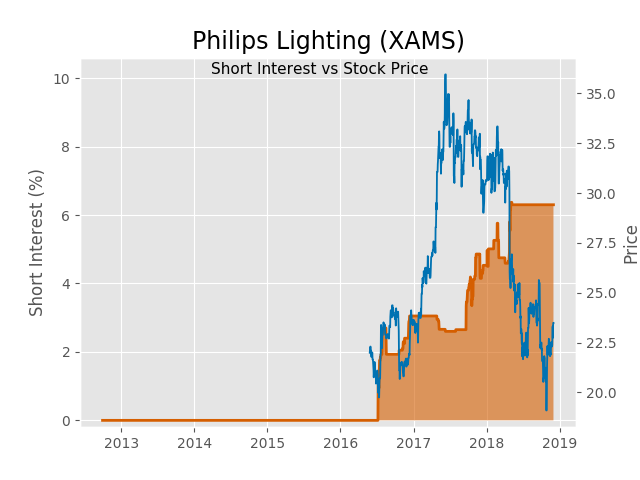 Philips Lighting (XAMS)
Short Interest vs Stock Price
Short Interest (%)
10
8
6
4
2
0
35.0
32.5
30.0
27.5
25.0
22.5
20.0
Price
2013 2014 2015 2016 2017 2018 2019